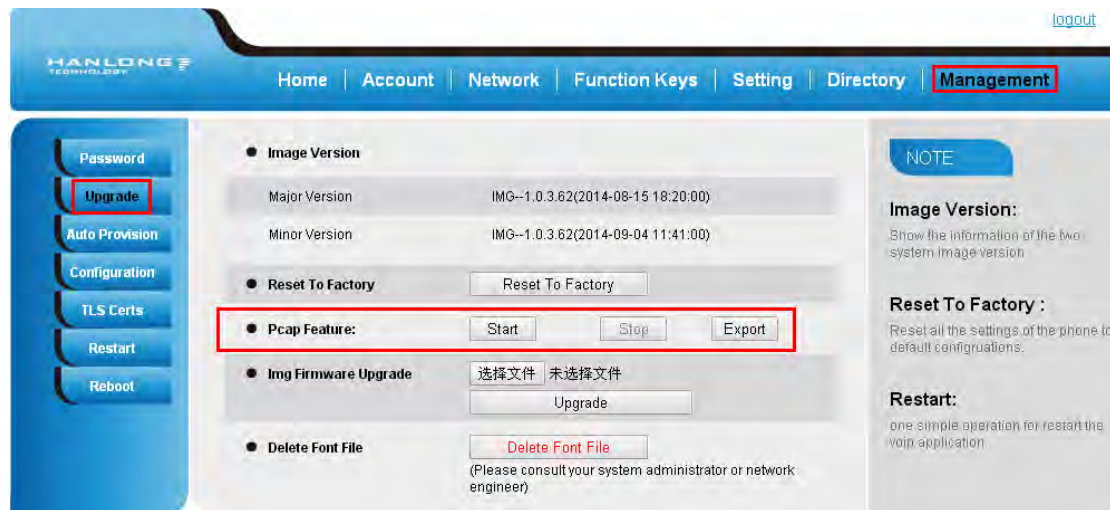 logout
HANLONG
TECHNOLOGY
Home | Account | Network | Function Keys | Setting | Directory | Management
Password
Upgrade
Auto Provision
Configuration
TLS Certs
Restart
Reboot
Image Version
Major Version IMG--1.0.3.62(2014-08-15 18:20:00)
Minor Version IMG--1.0.3.62(2014-09-04 11:41:00)
Reset To Factory Reset To Factory
Pcap Feature: Start Stop Export
Img Firmware Upgrade 选择文件 未选择文件
Upgrade
Delete Font File Delete Font File
(Please consult your system administrator or network
engineer)
NOTE
Image Version:
Show the information of the two
system image version
Reset To Factory :
Reset all the settings of the phone to
default configruations.
Restart:
one simple operation for restart the
voip application